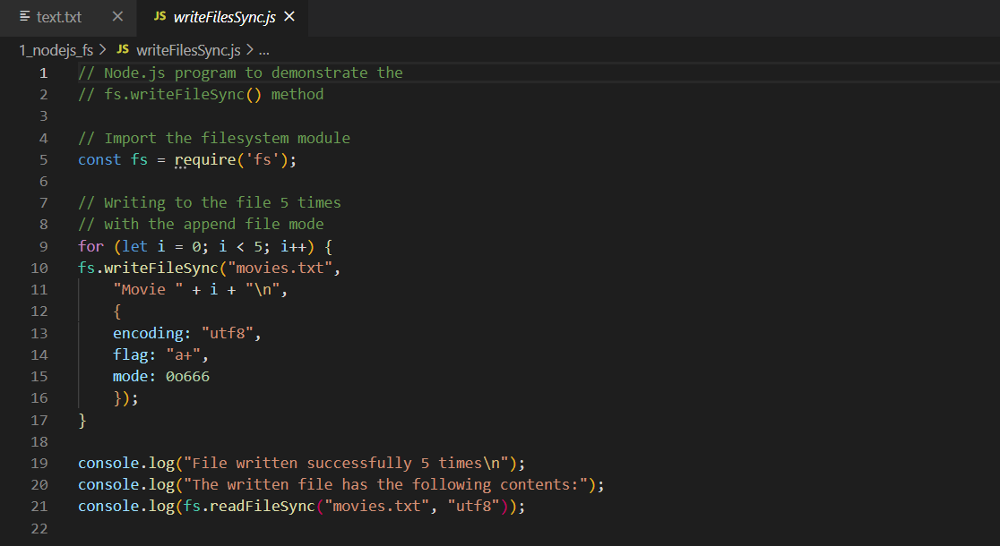 text.txt
JS writeFilesSync.js
1_nodejs_fs > JS writeFilesSync.js > ...
1 // Node.js program to demonstrate the
2 // fs.writeFileSync() method
3
4 // Import the filesystem module
5 const fs = require('fs');
6
7 // Writing to the file 5 times
8 // with the append file mode
9 for (let i = 0; i < 5; i++) {
10 fs.writeFileSync("movies.txt",
11     "Movie " + i + "\n",
12     {
13     encoding: "utf8",
14     flag: "a+",
15     mode: 0o666
16     });
17 }
18
19 console.log("File written successfully 5 times\n");
20 console.log("The written file has the following contents:");
21 console.log(fs.readFileSync("movies.txt", "utf8"));
22